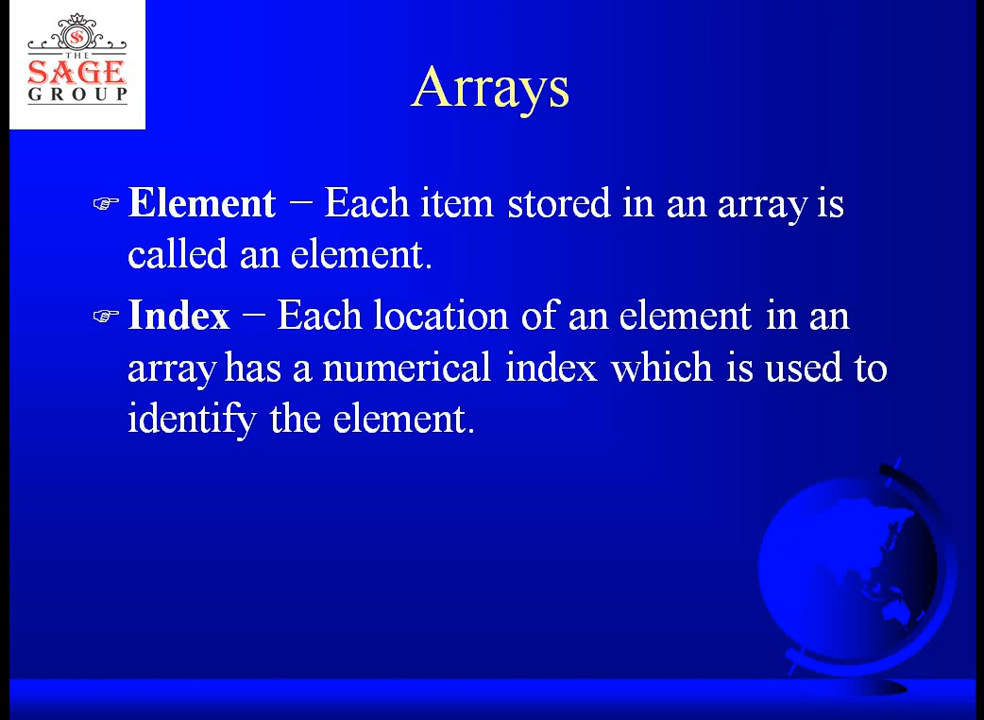 THE
SAGE
GROUP
Arrays
☞ Element − Each item stored in an array is
called an element.
☞ Index − Each location of an element in an
array has a numerical index which is used to
identify the element.